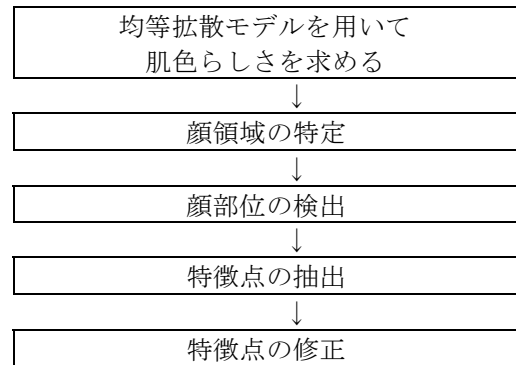 均等拡散モデルを用いて
肌色らしさを求める
↓
顔領域の特定
↓
顔部位の検出
↓
特徴点の抽出
↓
特徴点の修正